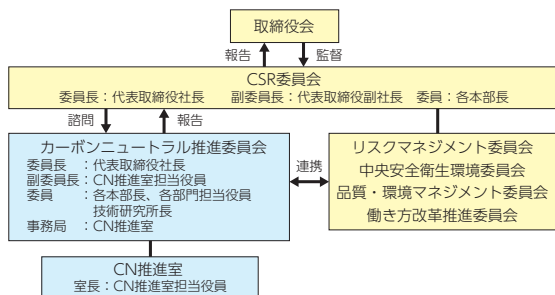 取締役会
報告
監督
CSR委員会
委員長：代表取締役社長　副委員長：代表取締役副社長　委員：各本部長
諮問
報告
カーボンニュートラル推進委員会
委員長　：代表取締役社長
副委員長：CN推進室担当役員
委員　　：各本部長、各部門担当役員
技術研究所長
事務局　：CN推進室
連携
リスクマネジメント委員会
中央安全衛生環境委員会
品質・環境マネジメント委員会
働き方改革推進委員会
CN推進室
室長：CN推進室担当役員